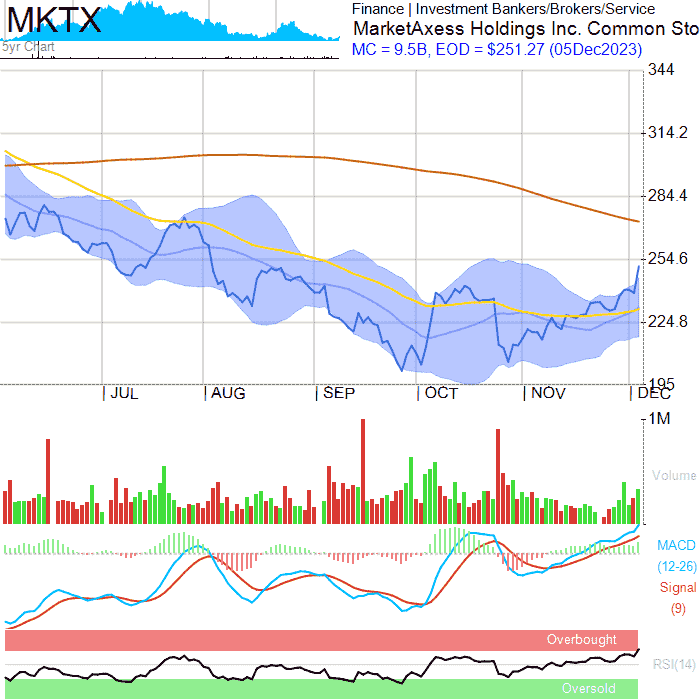 MKTX
5yr Chart
Finance | Investment Bankers/Brokers/Service
MarketAxess Holdings Inc. Common Sto
MC = 9.5B, EOD = $251.27 (05Dec2023)
344
314.2
284.4
254.6
224.8
195
JUL AUG SEP OCT NOV DEC
1M
Volume
MACD
(12-26)
Signal
(9)
Overbought
RSI(14)
Oversold